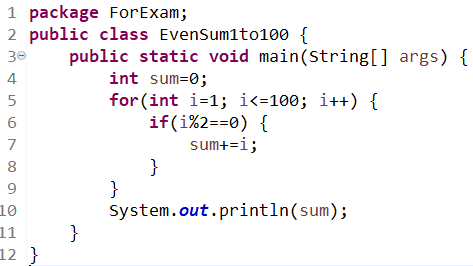 1 package ForExam;
2 public class EvenSum1to100 {
3     public static void main(String[] args) {
4         int sum=0;
5         for(int i=1; i<=100; i++) {
6             if(i%2==0) {
7                 sum+=i;
8             }
9         }
10         System.out.println(sum);
11     }
12 }